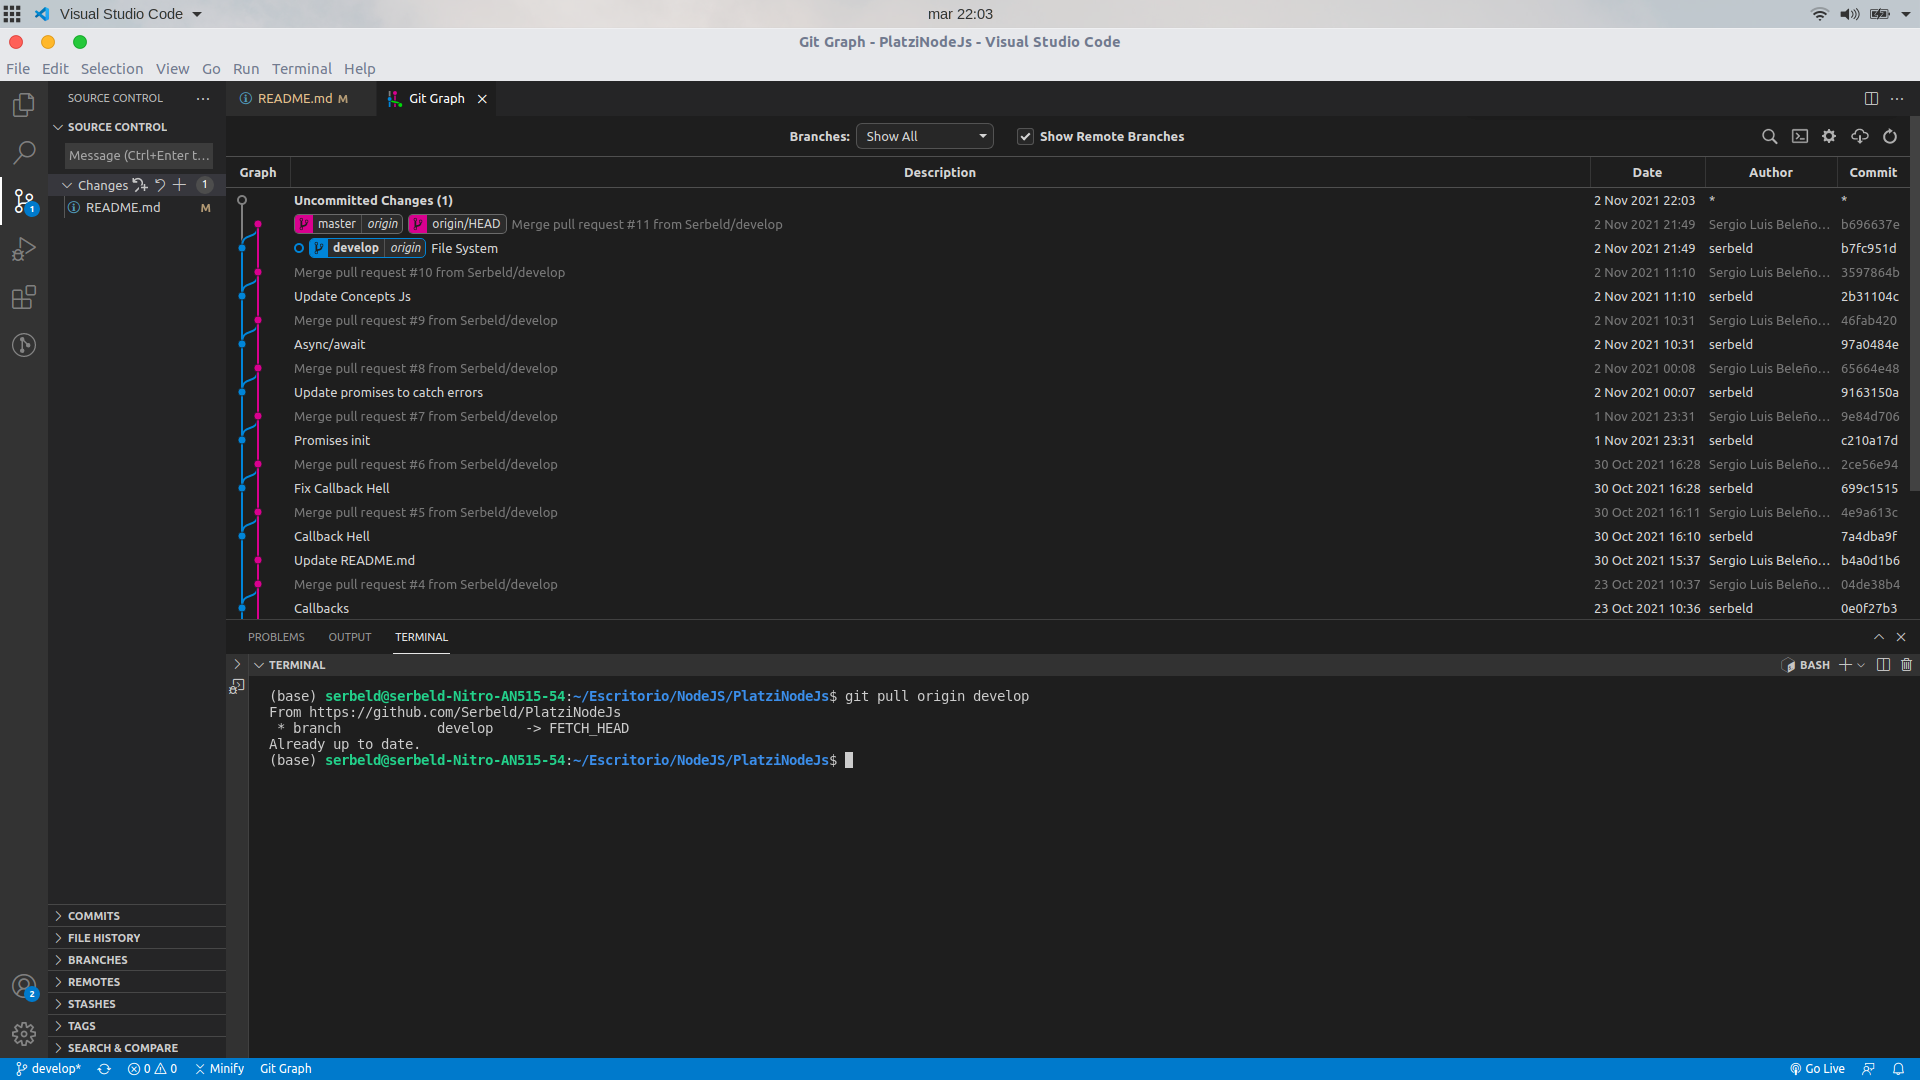 Visual Studio Code
mar 22:03
Git Graph - PlatziNodeJs - Visual Studio Code
File Edit Selection View Go Run Terminal Help
SOURCE CONTROL
SOURCE CONTROL
Message (Ctrl+Enter t...
Changes 1
README.md M
README.md M
Git Graph
Branches: Show All Show Remote Branches
Graph Description Date Author Commit
Uncommitted Changes (1) 2 Nov 2021 22:03 * *
master origin origin/HEAD Merge pull request #11 from Serbeld/develop 2 Nov 2021 21:49 Sergio Luis Beleño... b696637e
develop origin File System 2 Nov 2021 21:49 serbeld b7fc951d
Merge pull request #10 from Serbeld/develop 2 Nov 2021 11:10 Sergio Luis Beleño... 3597864b
Update Concepts Js 2 Nov 2021 11:10 serbeld 2b31104c
Merge pull request #9 from Serbeld/develop 2 Nov 2021 10:31 Sergio Luis Beleño... 46fab420
Async/await 2 Nov 2021 10:31 serbeld 97a0484e
Merge pull request #8 from Serbeld/develop 2 Nov 2021 00:08 Sergio Luis Beleño... 65664e48
Update promises to catch errors 2 Nov 2021 00:07 serbeld 9163150a
Merge pull request #7 from Serbeld/develop 1 Nov 2021 23:31 Sergio Luis Beleño... 9e84d706
Promises init 1 Nov 2021 23:31 serbeld c210a17d
Merge pull request #6 from Serbeld/develop 30 Oct 2021 16:28 Sergio Luis Beleño... 2ce56e94
Fix Callback Hell 30 Oct 2021 16:28 serbeld 699c1515
Merge pull request #5 from Serbeld/develop 30 Oct 2021 16:11 Sergio Luis Beleño... 4e9a613c
Callback Hell 30 Oct 2021 16:10 serbeld 7a4dba9f
Update README.md 30 Oct 2021 15:37 Sergio Luis Beleño... b4a0d1b6
Merge pull request #4 from Serbeld/develop 23 Oct 2021 10:37 Sergio Luis Beleño... 04de38b4
Callbacks 23 Oct 2021 10:36 serbeld 0e0f27b3
PROBLEMS OUTPUT TERMINAL
TERMINAL BASH
(base) serbeld@serbeld-Nitro-AN515-54:~/Escritorio/NodeJS/PlatziNodeJs$ git pull origin develop
From https://github.com/Serbeld/PlatziNodeJs
* branch develop -> FETCH_HEAD
Already up to date.
(base) serbeld@serbeld-Nitro-AN515-54:~/Escritorio/NodeJS/PlatziNodeJs$
COMMITS
FILE HISTORY
BRANCHES
REMOTES
STASHES
TAGS
SEARCH & COMPARE
1
2
develop* 0 0 Minify Git Graph Go Live